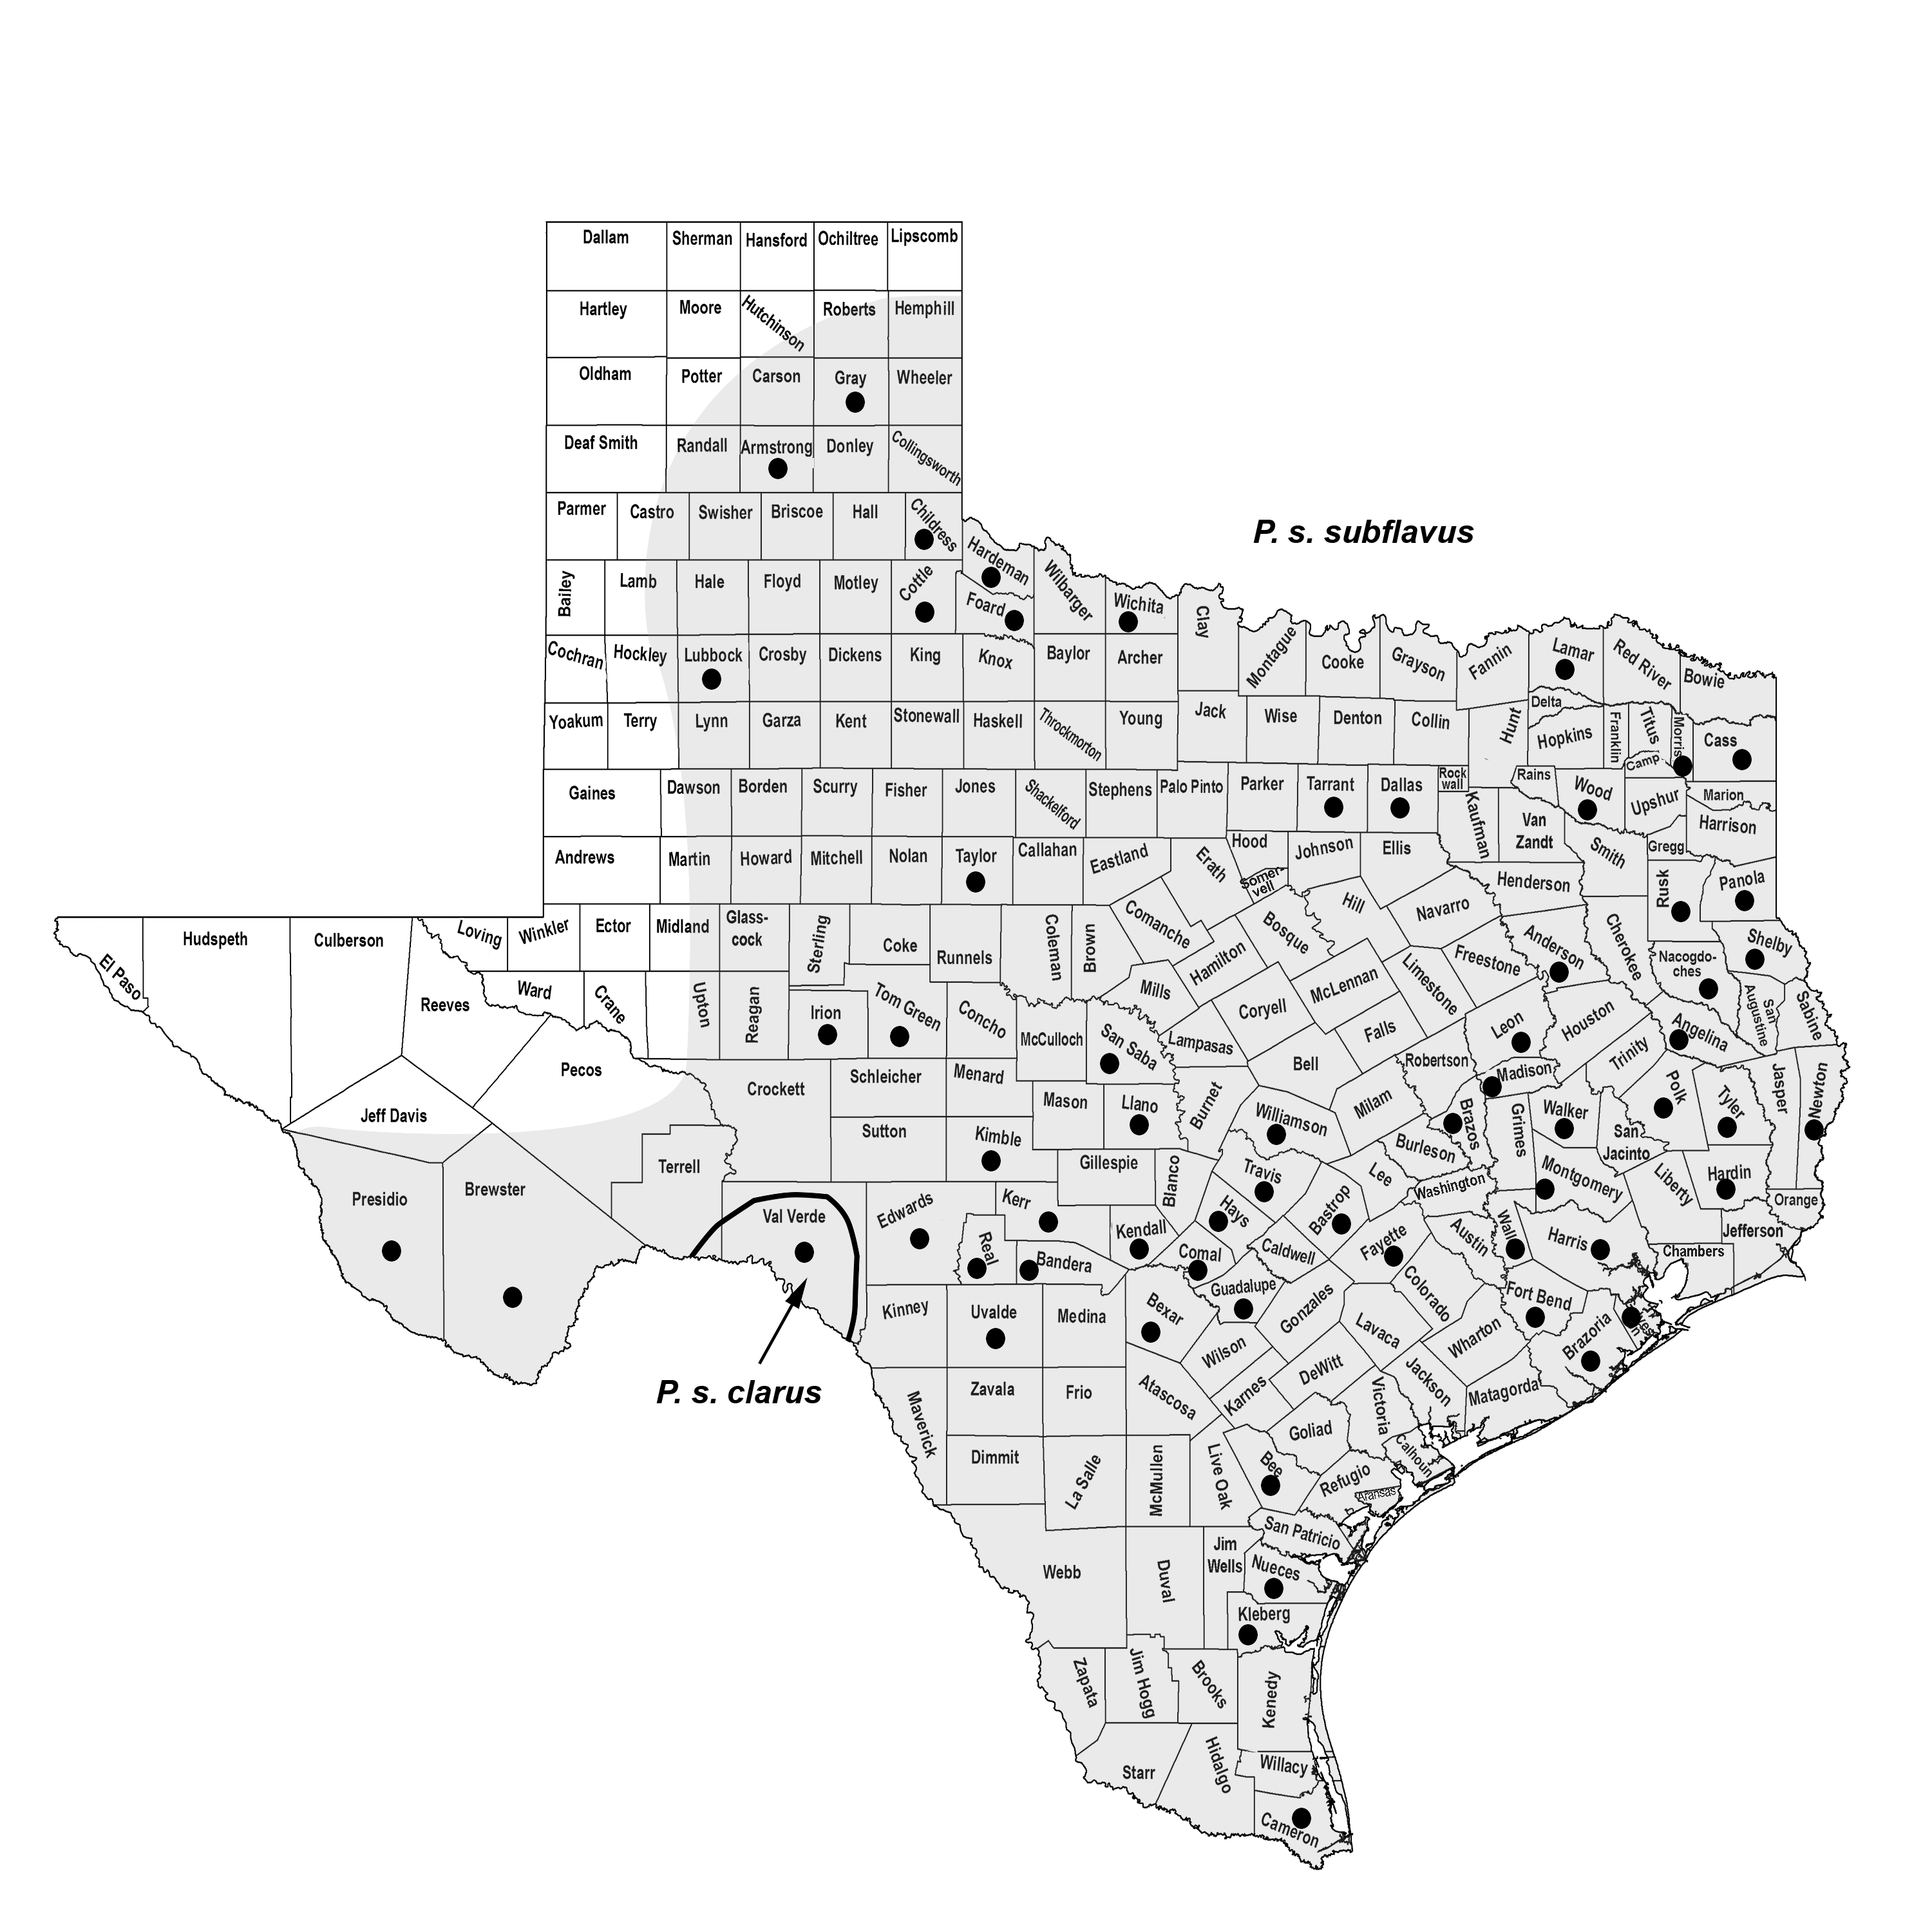 Dallam
Sherman
Hansford
Ochiltree
Lipscomb
Hartley
Moore
Hutchinson
Roberts
Hemphill
Oldham
Potter
Carson
Gray
Wheeler
Deaf Smith
Randall
Armstrong
Donley
Collingsworth
Parmer
Castro
Swisher
Briscoe
Hall
Childress
P. s. subflavus
Hardeman
Bailey
Lamb
Hale
Floyd
Motley
Cottle
Foard
Wilbarger
Wichita
Clay
Cochran
Hockley
Lubbock
Crosby
Dickens
King
Knox
Baylor
Archer
Montague
Cooke
Grayson
Fannin
Lamar
Red River
Bowie
Yoakum
Terry
Lynn
Garza
Kent
Stonewall
Haskell
Throckmorton
Young
Jack
Wise
Denton
Collin
Hunt
Delta
Hopkins
Franklin
Titus
Morris
Camp
Cass
Gaines
Dawson
Borden
Scurry
Fisher
Jones
Shackelford
Stephens
Palo Pinto
Parker
Tarrant
Dallas
Rock
wall
Kaufman
Rains
Wood
Upshur
Marion
Harrison
Van
Zandt
Smith
Gregg
Andrews
Martin
Howard
Mitchell
Nolan
Taylor
Callahan
Eastland
Erath
Hood
Somer-
vell
Johnson
Ellis
Henderson
Rusk
Panola
El Paso
Hudspeth
Culberson
Loving
Winkler
Ector
Midland
Glass-
cock
Sterling
Coke
Runnels
Coleman
Brown
Comanche
Hamilton
Bosque
Hill
Navarro
Freestone
Anderson
Cherokee
Nacogdo-
ches
Shelby
Reeves
Ward
Crane
Upton
Reagan
Irion
Tom Green
Concho
McCulloch
San Saba
Mills
Lampasas
Coryell
McLennan
Falls
Limestone
Leon
Houston
Angelina
San
Augustine
Sabine
Jeff Davis
Pecos
Crockett
Schleicher
Menard
Mason
Llano
Burnet
Bell
Williamson
Milam
Robertson
Brazos
Madison
Grimes
Walker
Trinity
Polk
Tyler
Jasper
Newton
San
Jacinto
Presidio
Brewster
Terrell
Sutton
Kimble
Gillespie
Blanco
Travis
Lee
Burleson
Washington
Montgomery
Liberty
Hardin
Orange
Jefferson
Chambers
Val Verde
Edwards
Kerr
Real
Bandera
Kendall
Comal
Hays
Caldwell
Bastrop
Fayette
Austin
Harris
Kinney
Uvalde
Medina
Bexar
Guadalupe
Gonzales
Colorado
Lavaca
Wharton
Fort Bend
Brazoria
Wilson
DeWitt
Jackson
Matagorda
P. s. clarus
Maverick
Zavala
Frio
Atascosa
Karnes
Goliad
Victoria
Calhoun
Dimmit
La Salle
McMullen
Live Oak
Bee
Refugio
Aransas
San Patricio
Webb
Duval
Jim
Wells
Nueces
Kleberg
Zapata
Jim Hogg
Brooks
Kenedy
Starr
Hidalgo
Willacy
Cameron